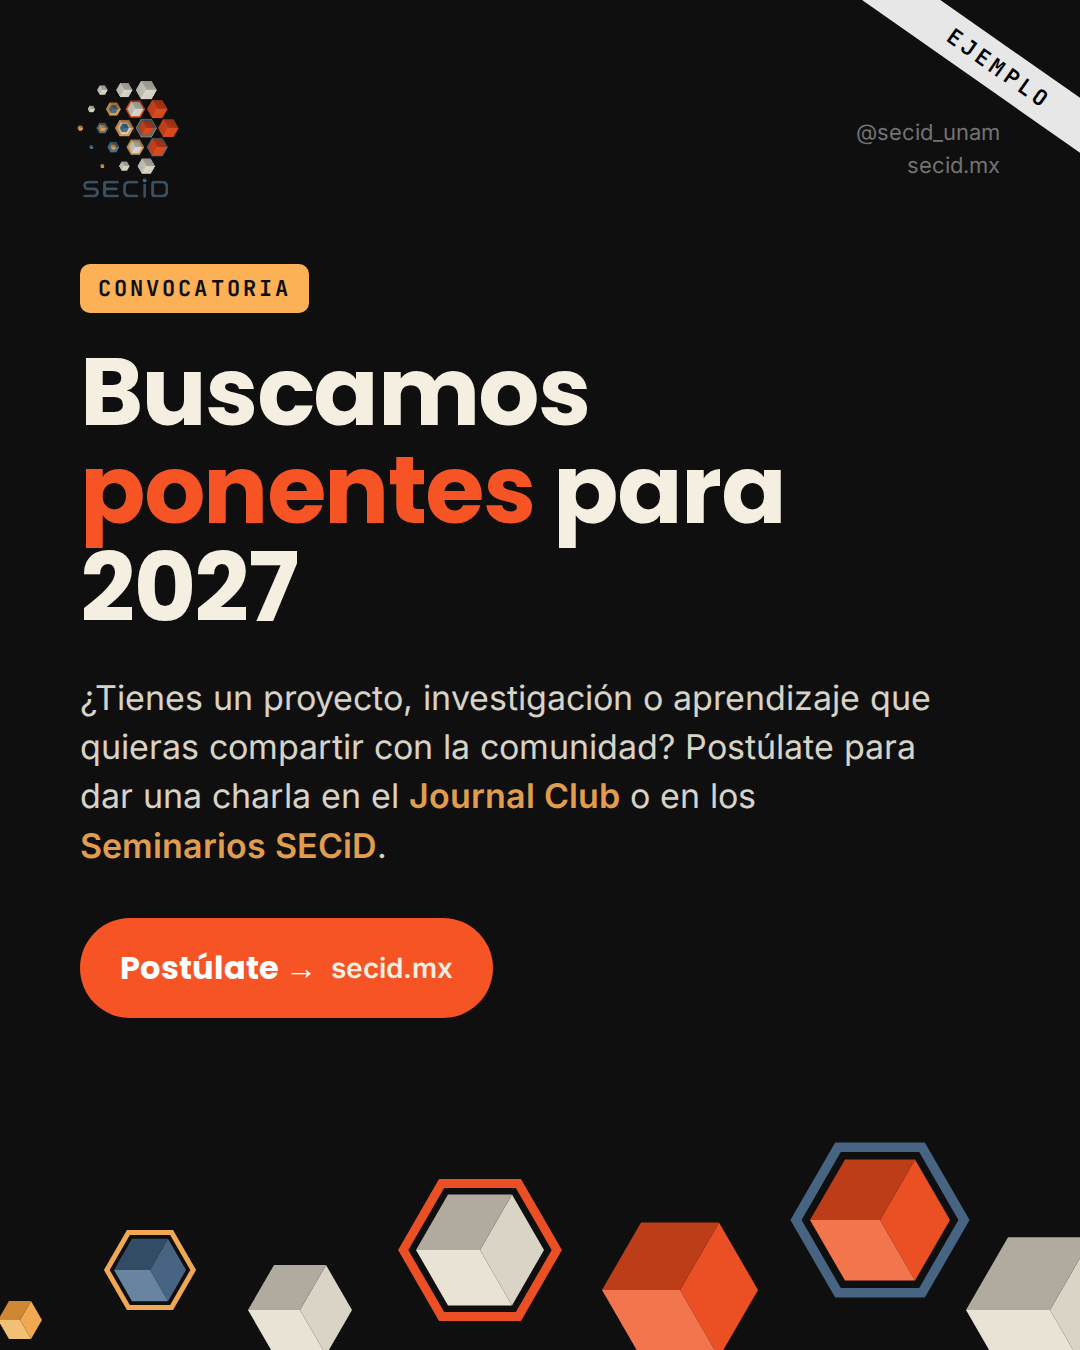 EJEMPLO
SECiD
@secid_unam
secid.mx
CONVOCATORIA
Buscamos
ponentes para
2027
¿Tienes un proyecto, investigación o aprendizaje que
quieras compartir con la comunidad? Postúlate para
dar una charla en el Journal Club o en los
Seminarios SECiD.
Postúlate → secid.mx